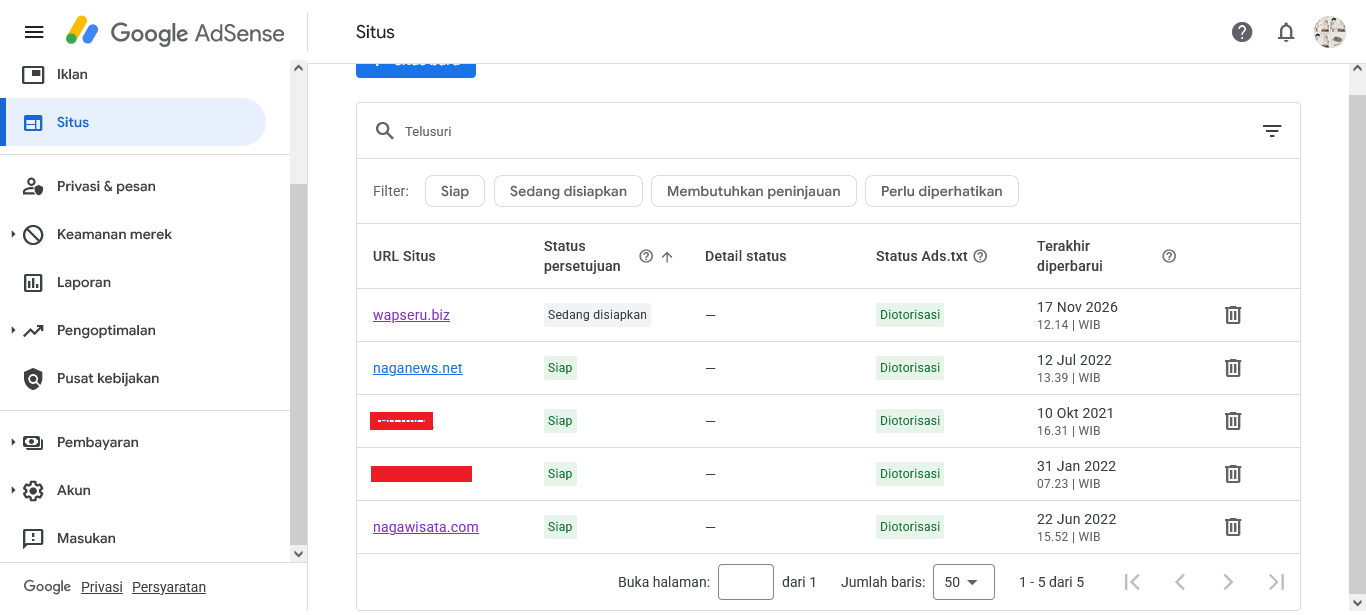 Google AdSense
Situs
Iklan
Situs
Privasi & pesan
Keamanan merek
Laporan
Pengoptimalan
Pusat kebijakan
Pembayaran
Akun
Masukan
Google Privasi Persyaratan
Telusuri
Filter: Siap Sedang disiapkan Membutuhkan peninjauan Perlu diperhatikan
URL Situs Status persetujuan Detail status Status Ads.txt Terakhir diperbarui
wapseru.biz Sedang disiapkan — Diotorisasi 17 Nov 2026
12.14 | WIB
naganews.net Siap — Diotorisasi 12 Jul 2022
13.39 | WIB
Siap — Diotorisasi 10 Okt 2021
16.31 | WIB
Siap — Diotorisasi 31 Jan 2022
07.23 | WIB
nagawisata.com Siap — Diotorisasi 22 Jun 2022
15.52 | WIB
Buka halaman: dari 1 Jumlah baris: 50 1 - 5 dari 5